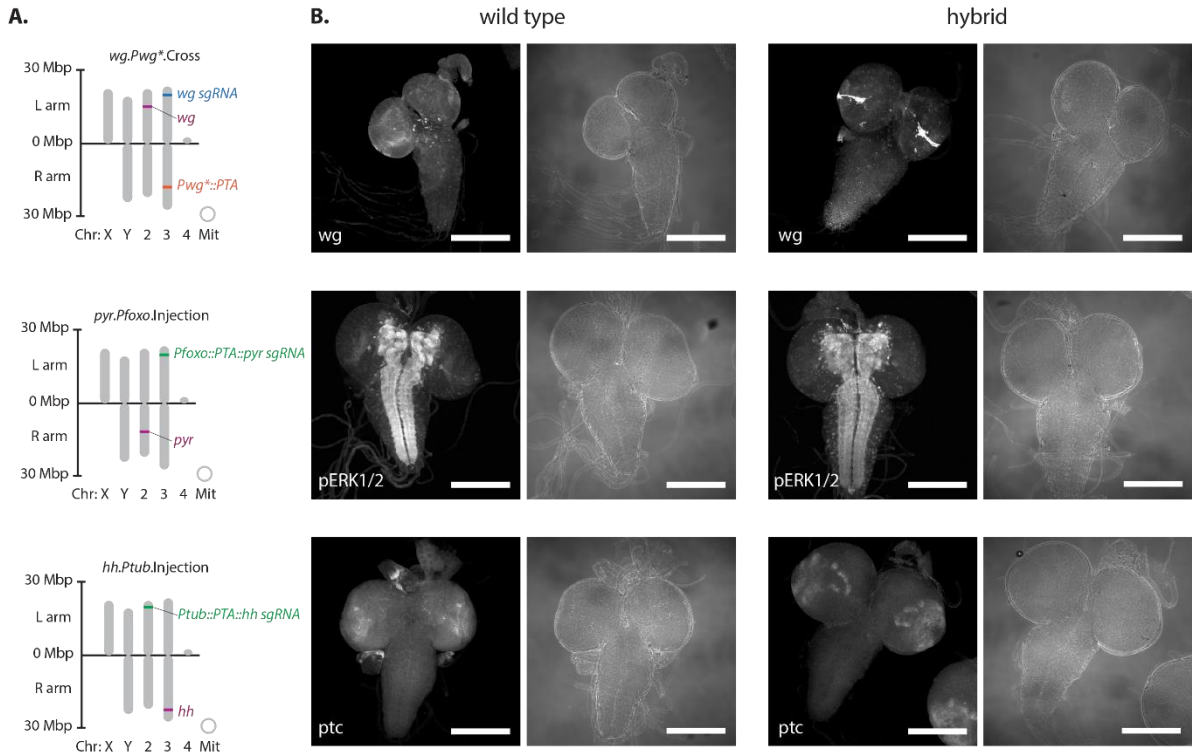 A.
B.
wild type
hybrid
wg.Pwg*.Cross
30 Mbp
L arm
0 Mbp
R arm
30 Mbp
wg sgRNA
wg
Pwg*::PTA
Chr: X Y 2 3 4 Mit
wg
wg
pyr.Pfoxo.Injection
30 Mbp
L arm
0 Mbp
R arm
30 Mbp
Pfoxo::PTA::pyr sgRNA
pyr
Chr: X Y 2 3 4 Mit
pERK1/2
pERK1/2
hh.Ptub.Injection
30 Mbp
L arm
0 Mbp
R arm
30 Mbp
Ptub::PTA::hh sgRNA
hh
Chr: X Y 2 3 4 Mit
ptc
ptc